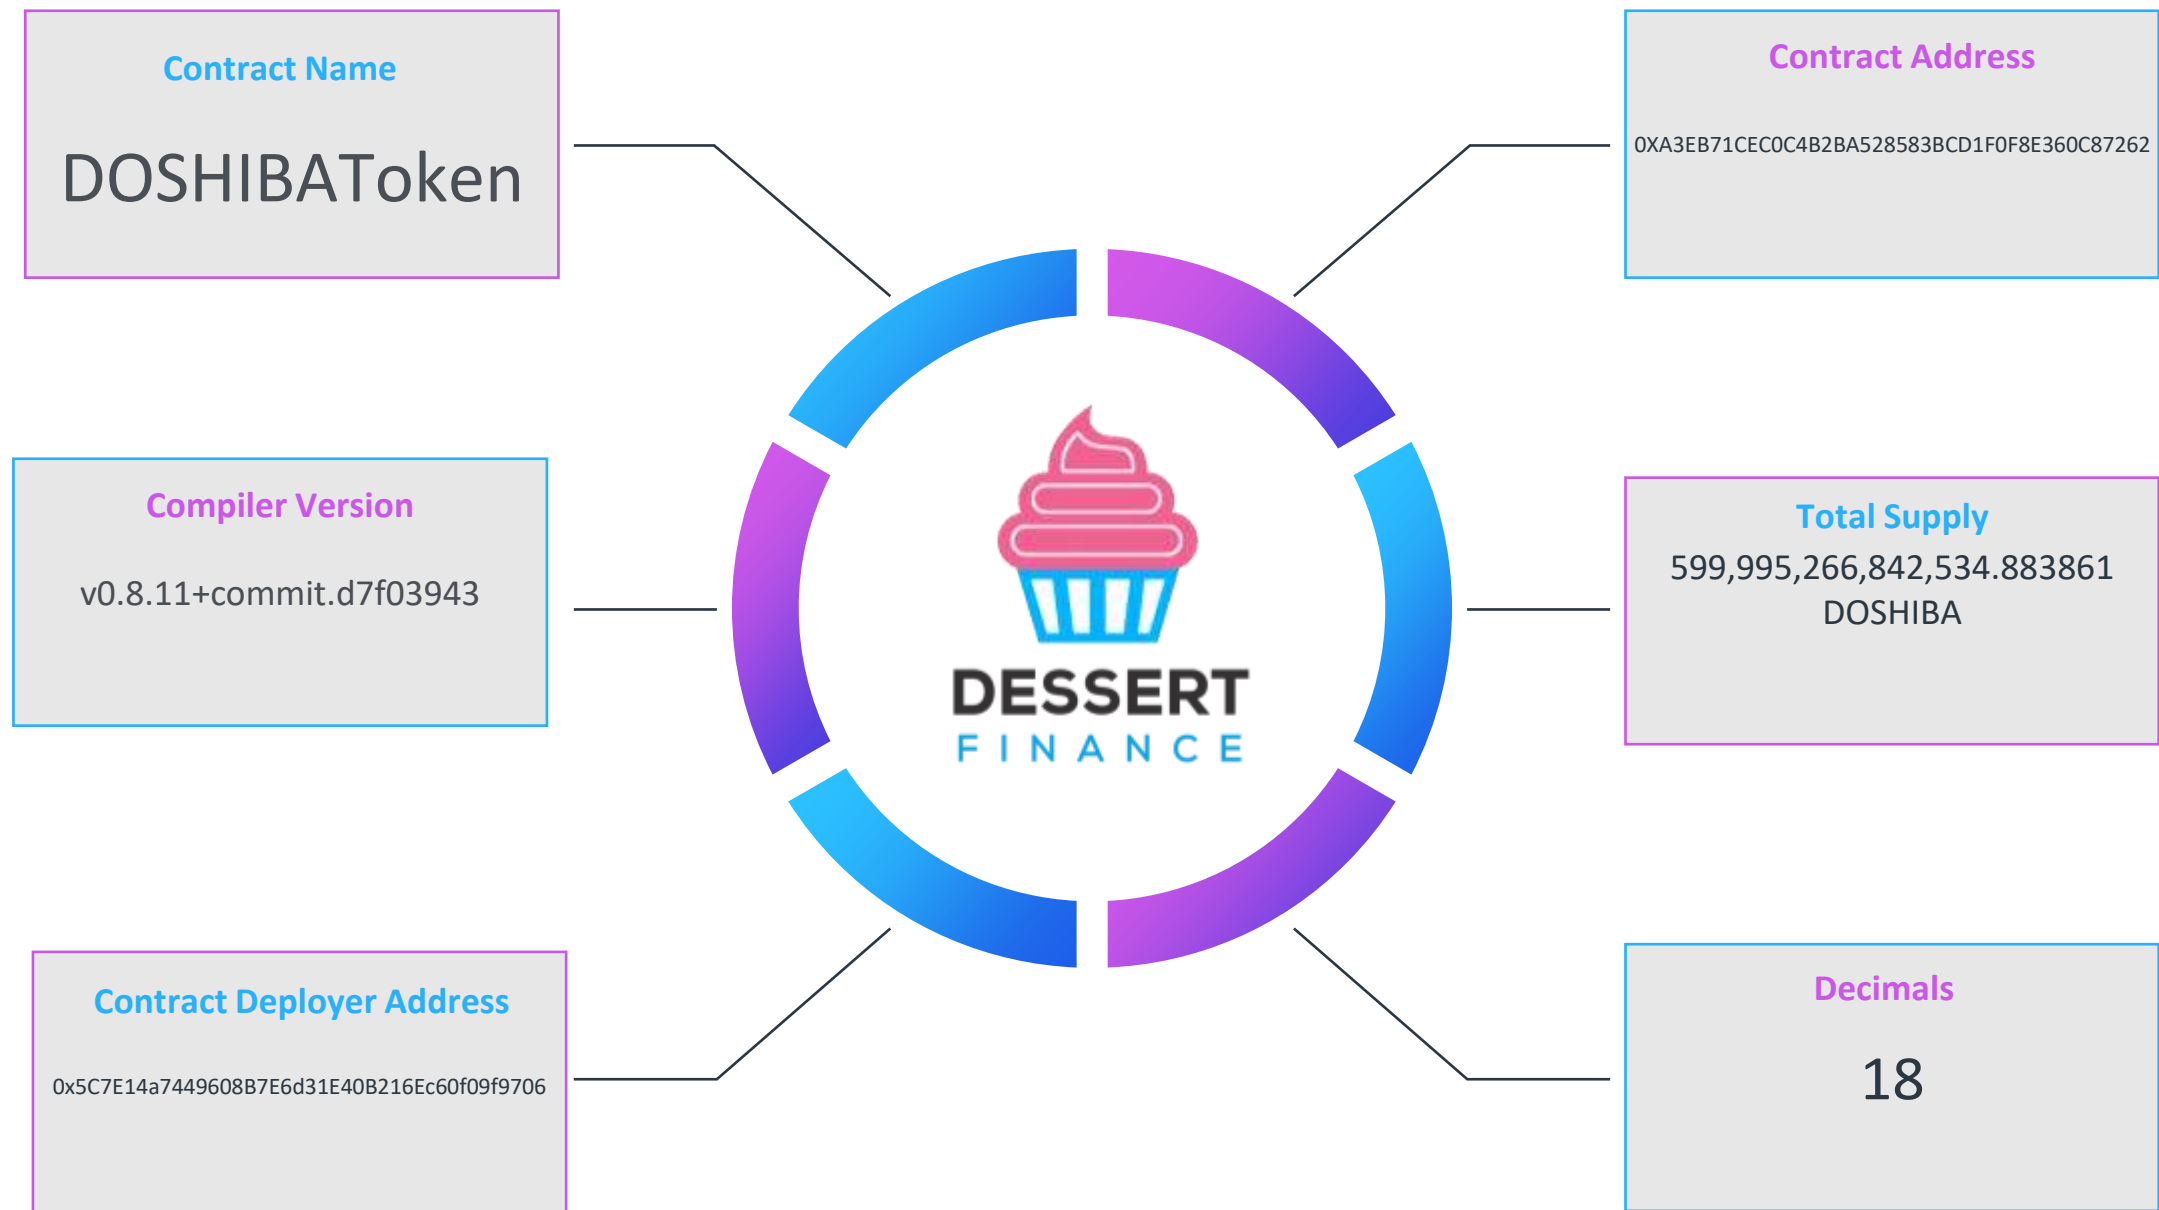 Contract Name
DOSHIBAToken
Contract Address
0XA3EB71CEC0C4B2BA528583BCD1F0F8E360C87262
Compiler Version
v0.8.11+commit.d7f03943
Total Supply
599,995,266,842,534.883861
DOSHIBA
DESSERT
FINANCE
Contract Deployer Address
0x5C7E14a7449608B7E6d31E40B216Ec60f09f9706
Decimals
18